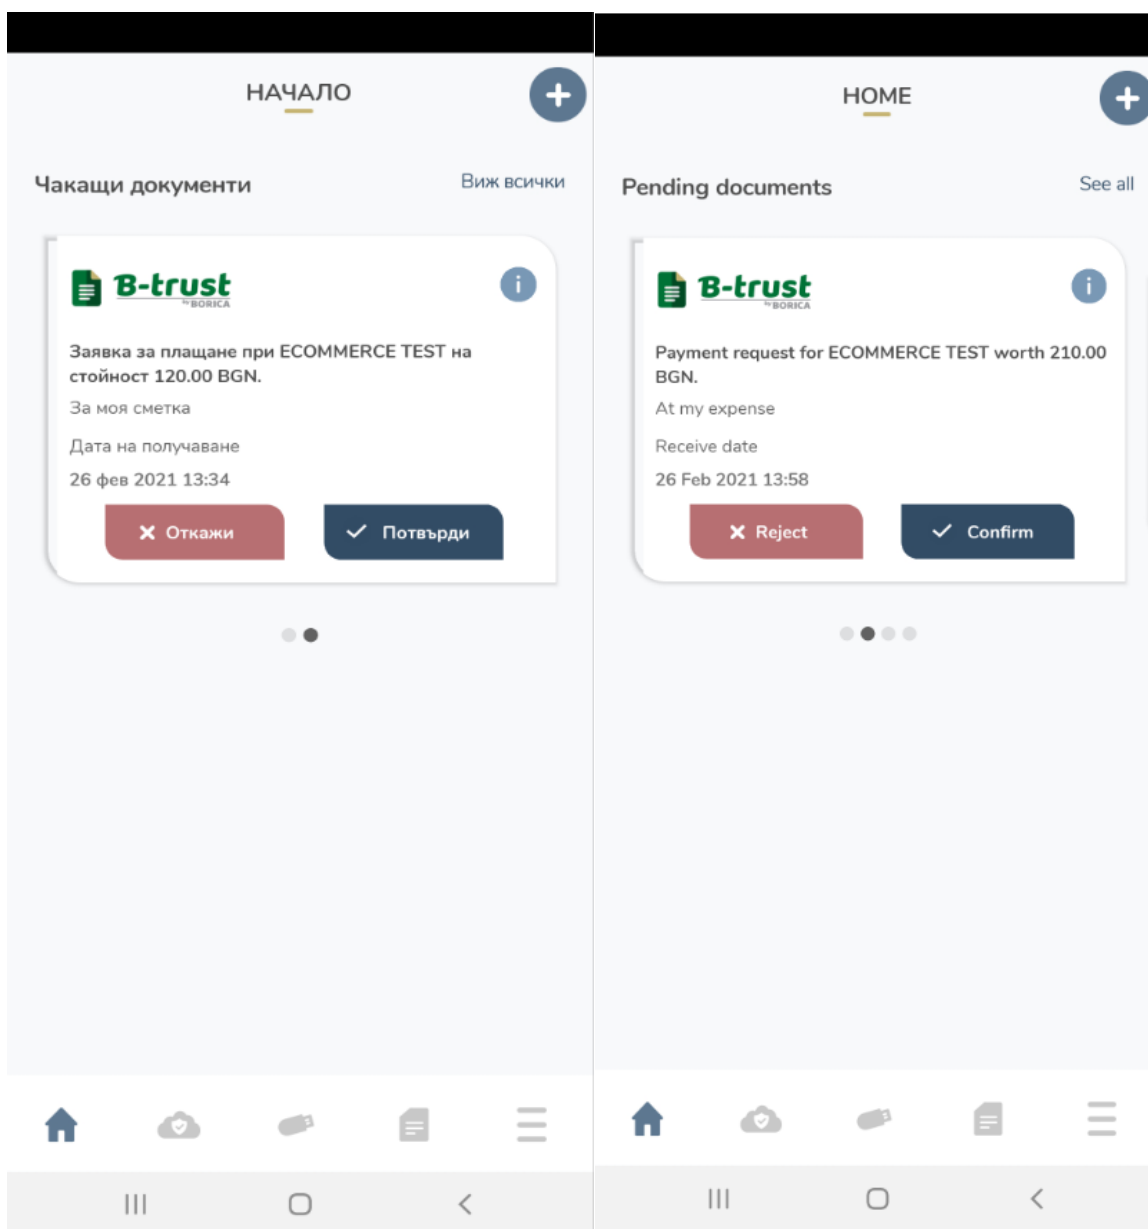 НАЧАЛО
Чакащи документи
Виж всички
B-trust
by BORICA
Заявка за плащане при ECOMMERCE TEST на
стойност 120.00 BGN.
За моя сметка
Дата на получаване
26 фев 2021 13:34
Откажи
Потвърди
HOME
Pending documents
See all
B-trust
by BORICA
Payment request for ECOMMERCE TEST worth 210.00
BGN.
At my expense
Receive date
26 Feb 2021 13:58
Reject
Confirm